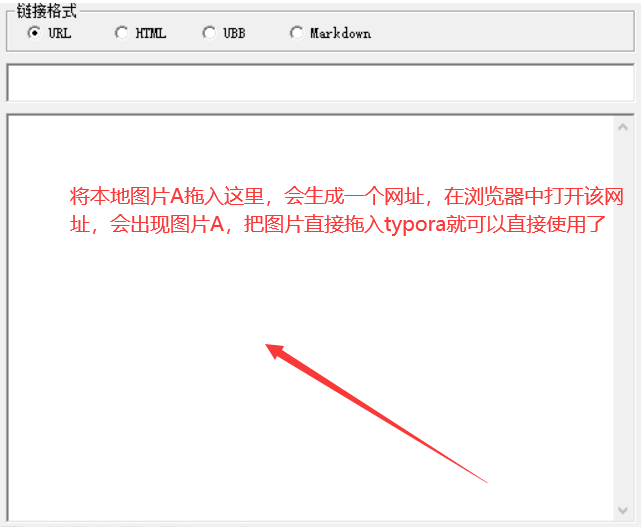 链接格式
URL HTML UBB Markdown
将本地图片A拖入这里，会生成一个网址，在浏览器中打开该网
址，会出现图片A，把图片直接拖入typora就可以直接使用了